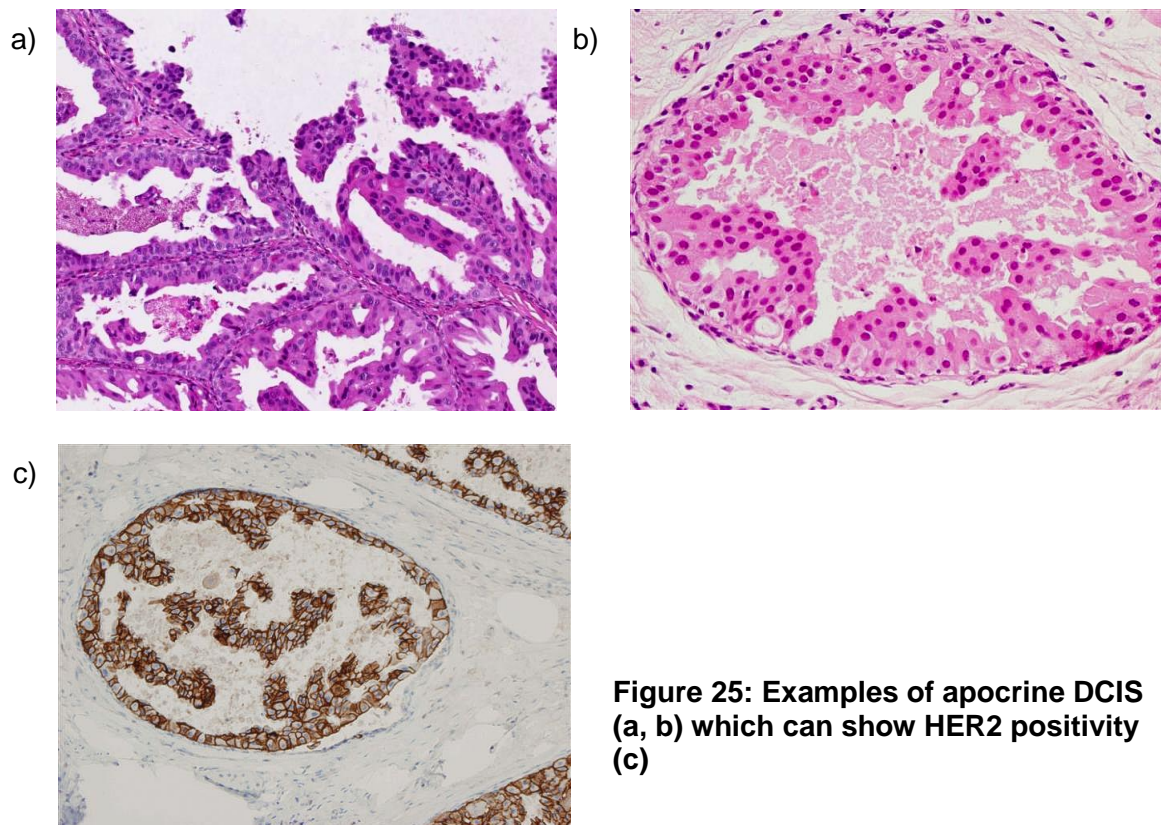 a)
b)
c)
Figure 25: Examples of apocrine DCIS
(a, b) which can show HER2 positivity
(c)